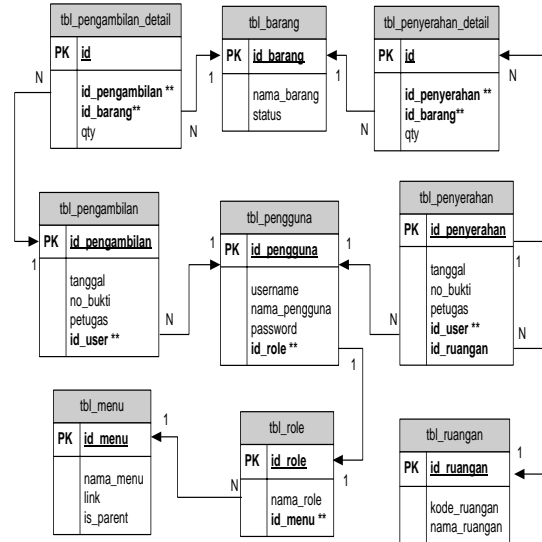 tbl_pengambilan_detail
PK id
id_pengambilan **
id_barang**
qty
tbl_barang
PK id_barang
nama_barang
status
tbl_penyerahan_detail
PK id
id_penyerahan **
id_barang**
qty
N
1
1
N
N
tbl_pengambilan
PK id_pengambilan
tanggal
no_bukti
petugas
id_user **
1
N
1
tbl_pengguna
PK id_pengguna
username
nama_pengguna
password
id_role **
1
N
1
tbl_penyerahan
PK id_penyerahan
tanggal
no_bukti
petugas
id_user **
id_ruangan
1
N
tbl_menu
PK id_menu
nama_menu
link
is_parent
1
N
tbl_role
PK id_role
nama_role
id_menu **
1
tbl_ruangan
PK id_ruangan
kode_ruangan
nama_ruangan
1